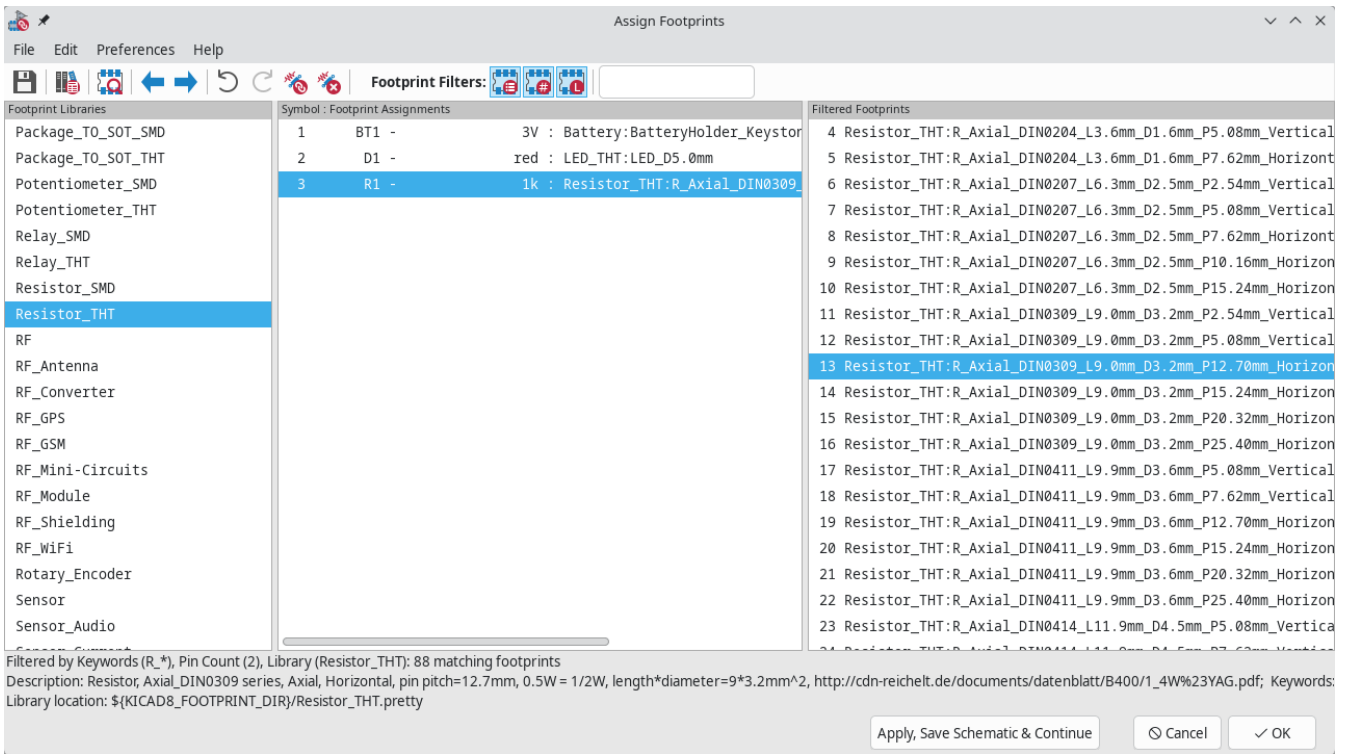 Assign Footprints
File Edit Preferences Help
Footprint Filters:
Footprint Libraries
Package_TO_SOT_SMD
Package_TO_SOT_THT
Potentiometer_SMD
Potentiometer_THT
Relay_SMD
Relay_THT
Resistor_SMD
Resistor_THT
RF
RF_Antenna
RF_Converter
RF_GPS
RF_GSM
RF_Mini-Circuits
RF_Module
RF_Shielding
RF_WiFi
Rotary_Encoder
Sensor
Sensor_Audio
Symbol : Footprint Assignments
1 BT1 - 3V : Battery:BatteryHolder_Keyston
2 D1 - red : LED_THT:LED_D5.0mm
3 R1 - 1k : Resistor_THT:R_Axial_DIN0309_
Filtered Footprints
4 Resistor_THT:R_Axial_DIN0204_L3.6mm_D1.6mm_P5.08mm_Vertical
5 Resistor_THT:R_Axial_DIN0204_L3.6mm_D1.6mm_P7.62mm_Horizont
6 Resistor_THT:R_Axial_DIN0207_L6.3mm_D2.5mm_P2.54mm_Vertical
7 Resistor_THT:R_Axial_DIN0207_L6.3mm_D2.5mm_P5.08mm_Vertical
8 Resistor_THT:R_Axial_DIN0207_L6.3mm_D2.5mm_P7.62mm_Horizont
9 Resistor_THT:R_Axial_DIN0207_L6.3mm_D2.5mm_P10.16mm_Horizon
10 Resistor_THT:R_Axial_DIN0207_L6.3mm_D2.5mm_P15.24mm_Horizon
11 Resistor_THT:R_Axial_DIN0309_L9.0mm_D3.2mm_P2.54mm_Vertical
12 Resistor_THT:R_Axial_DIN0309_L9.0mm_D3.2mm_P5.08mm_Vertical
13 Resistor_THT:R_Axial_DIN0309_L9.0mm_D3.2mm_P12.70mm_Horizon
14 Resistor_THT:R_Axial_DIN0309_L9.0mm_D3.2mm_P15.24mm_Horizon
15 Resistor_THT:R_Axial_DIN0309_L9.0mm_D3.2mm_P20.32mm_Horizon
16 Resistor_THT:R_Axial_DIN0309_L9.0mm_D3.2mm_P25.40mm_Horizon
17 Resistor_THT:R_Axial_DIN0411_L9.9mm_D3.6mm_P5.08mm_Vertical
18 Resistor_THT:R_Axial_DIN0411_L9.9mm_D3.6mm_P7.62mm_Vertical
19 Resistor_THT:R_Axial_DIN0411_L9.9mm_D3.6mm_P12.70mm_Horizon
20 Resistor_THT:R_Axial_DIN0411_L9.9mm_D3.6mm_P15.24mm_Horizon
21 Resistor_THT:R_Axial_DIN0411_L9.9mm_D3.6mm_P20.32mm_Horizon
22 Resistor_THT:R_Axial_DIN0411_L9.9mm_D3.6mm_P25.40mm_Horizon
23 Resistor_THT:R_Axial_DIN0414_L11.9mm_D4.5mm_P5.08mm_Vertica
Filtered by Keywords (R_*), Pin Count (2), Library (Resistor_THT): 88 matching footprints
Description: Resistor, Axial_DIN0309 series, Axial, Horizontal, pin pitch=12.7mm, 0.5W = 1/2W, length*diameter=9*3.2mm^2, http://cdn-reichelt.de/documents/datenblatt/B400/1_4W%23YAG.pdf; Keywords:
Library location: ${KICAD8_FOOTPRINT_DIR}/Resistor_THT.pretty
Apply, Save Schematic & Continue
Cancel
OK